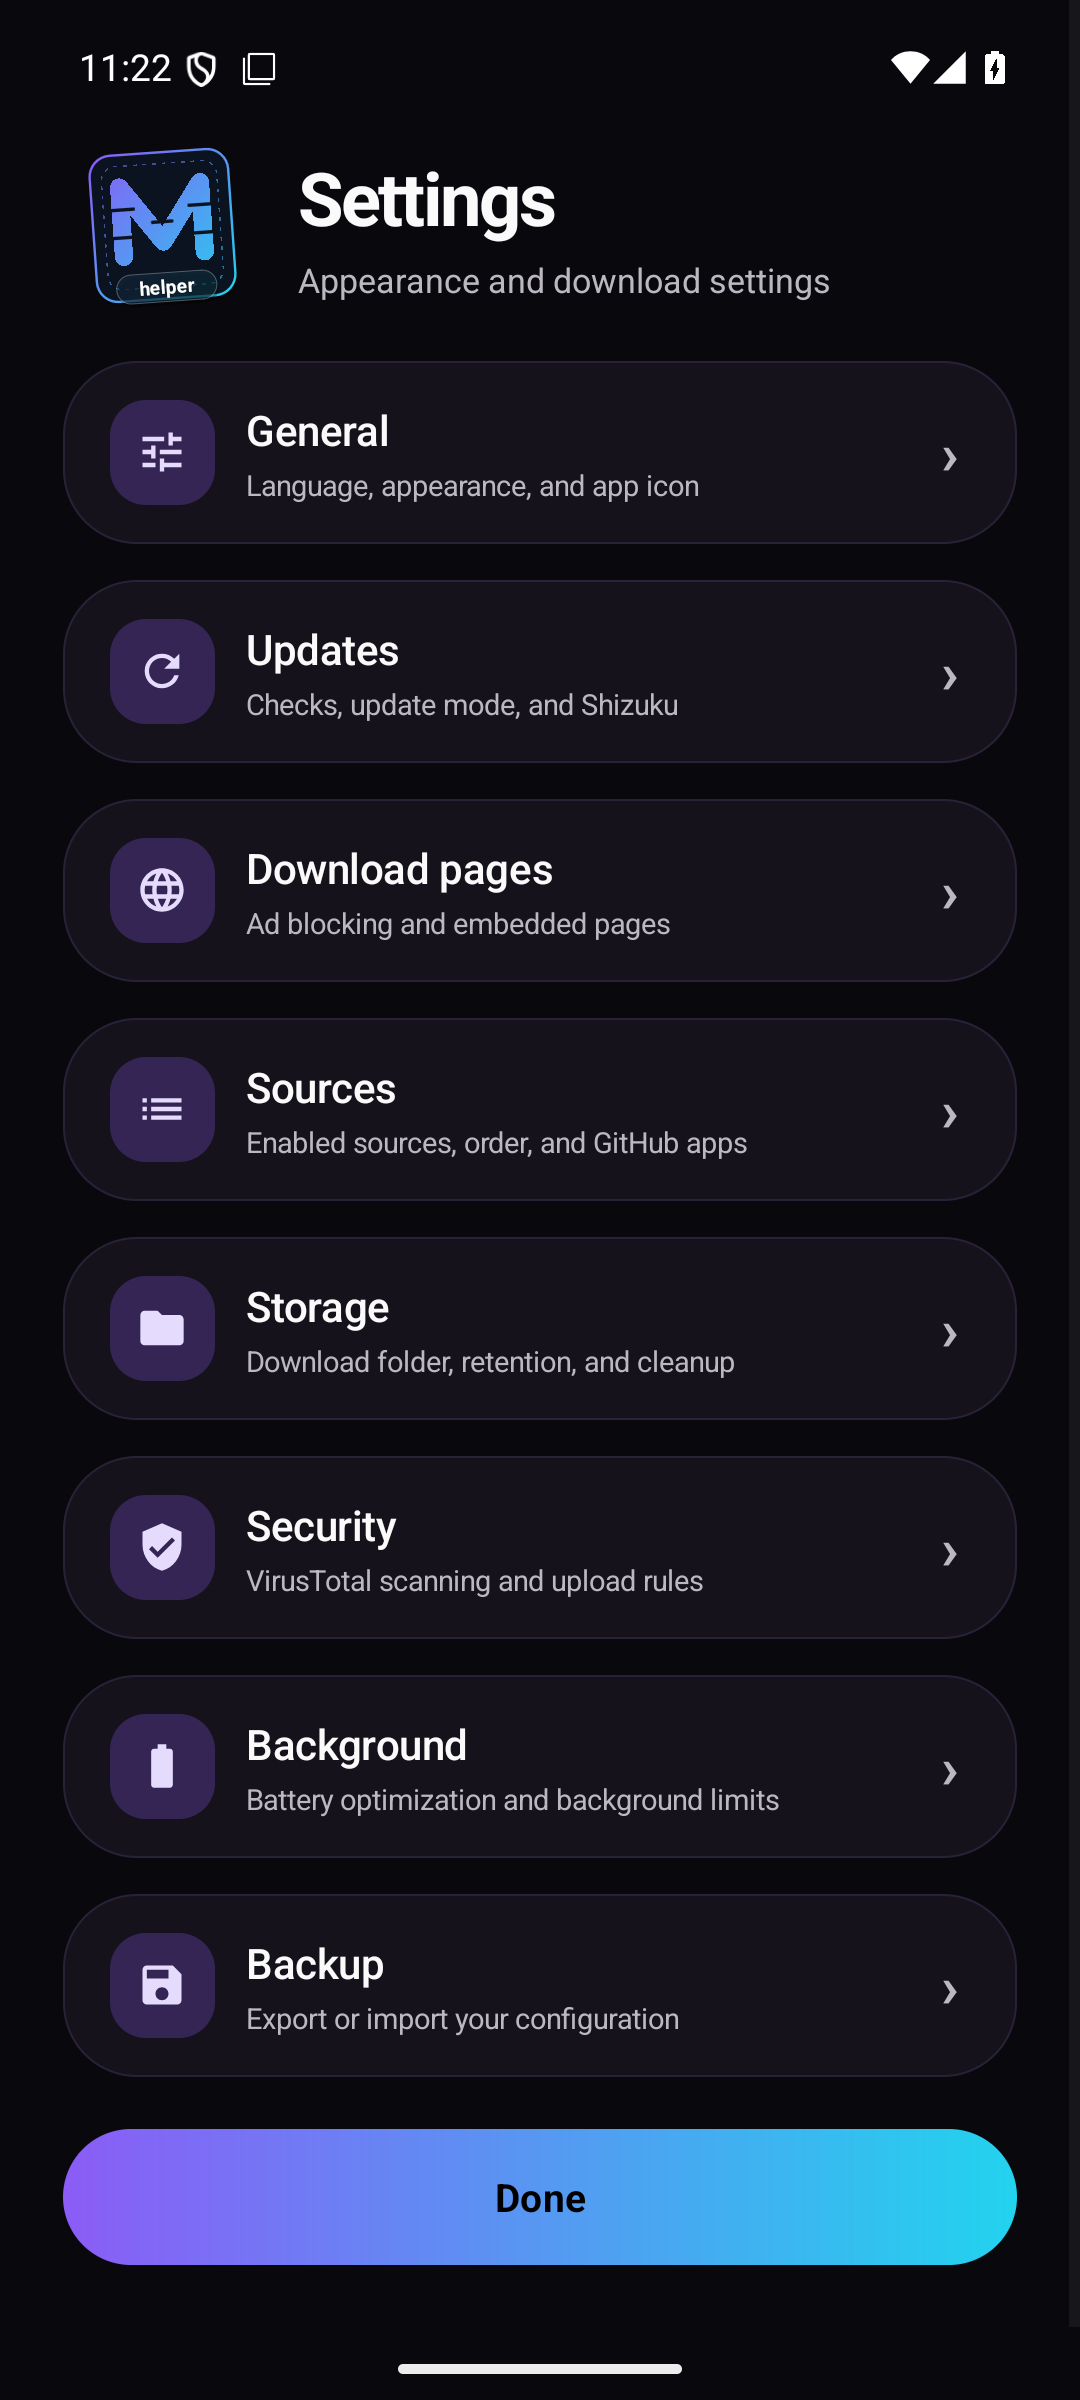 11:22
helper
Settings
Appearance and download settings
General
Language, appearance, and app icon
Updates
Checks, update mode, and Shizuku
Download pages
Ad blocking and embedded pages
Sources
Enabled sources, order, and GitHub apps
Storage
Download folder, retention, and cleanup
Security
VirusTotal scanning and upload rules
Background
Battery optimization and background limits
Backup
Export or import your configuration
Done